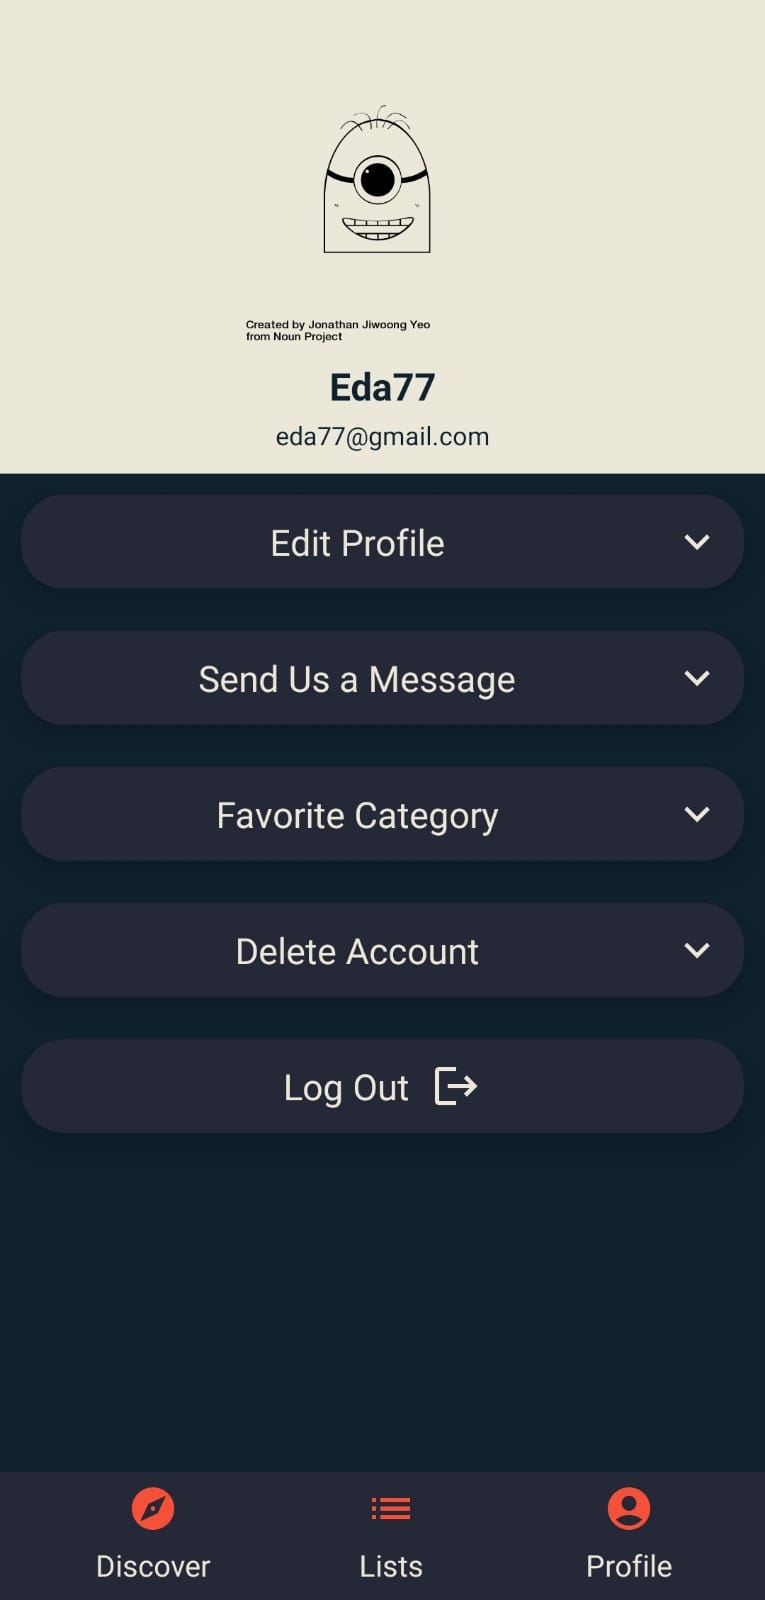 Created by Jonathan Jiwoong Yeo
from Noun Project
Eda77
eda77@gmail.com
Edit Profile
Send Us a Message
Favorite Category
Delete Account
Log Out
Discover
Lists
Profile